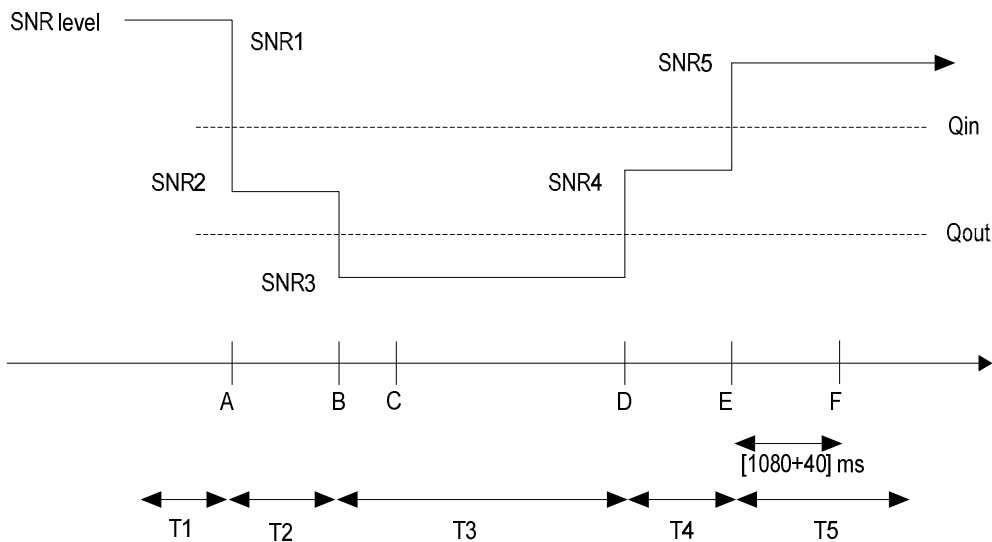 SNR level
SNR1
SNR5
Qin
SNR2
SNR4
Qout
SNR3
A
B
C
D
E
F
[1080+40] ms
T1
T2
T3
T4
T5